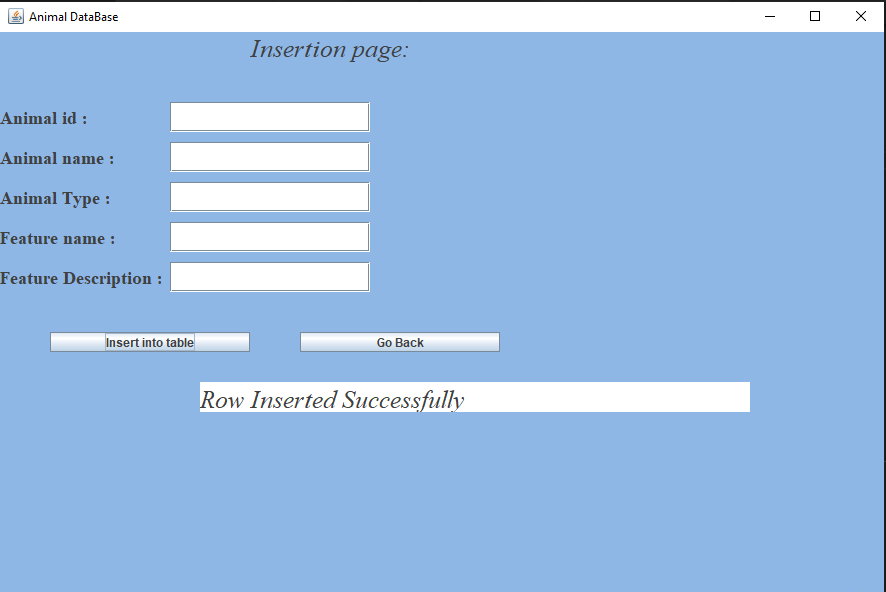 Animal DataBase
Insertion page:
Animal id :
Animal name :
Animal Type :
Feature name :
Feature Description :
Insert into table Go Back
Row Inserted Successfully